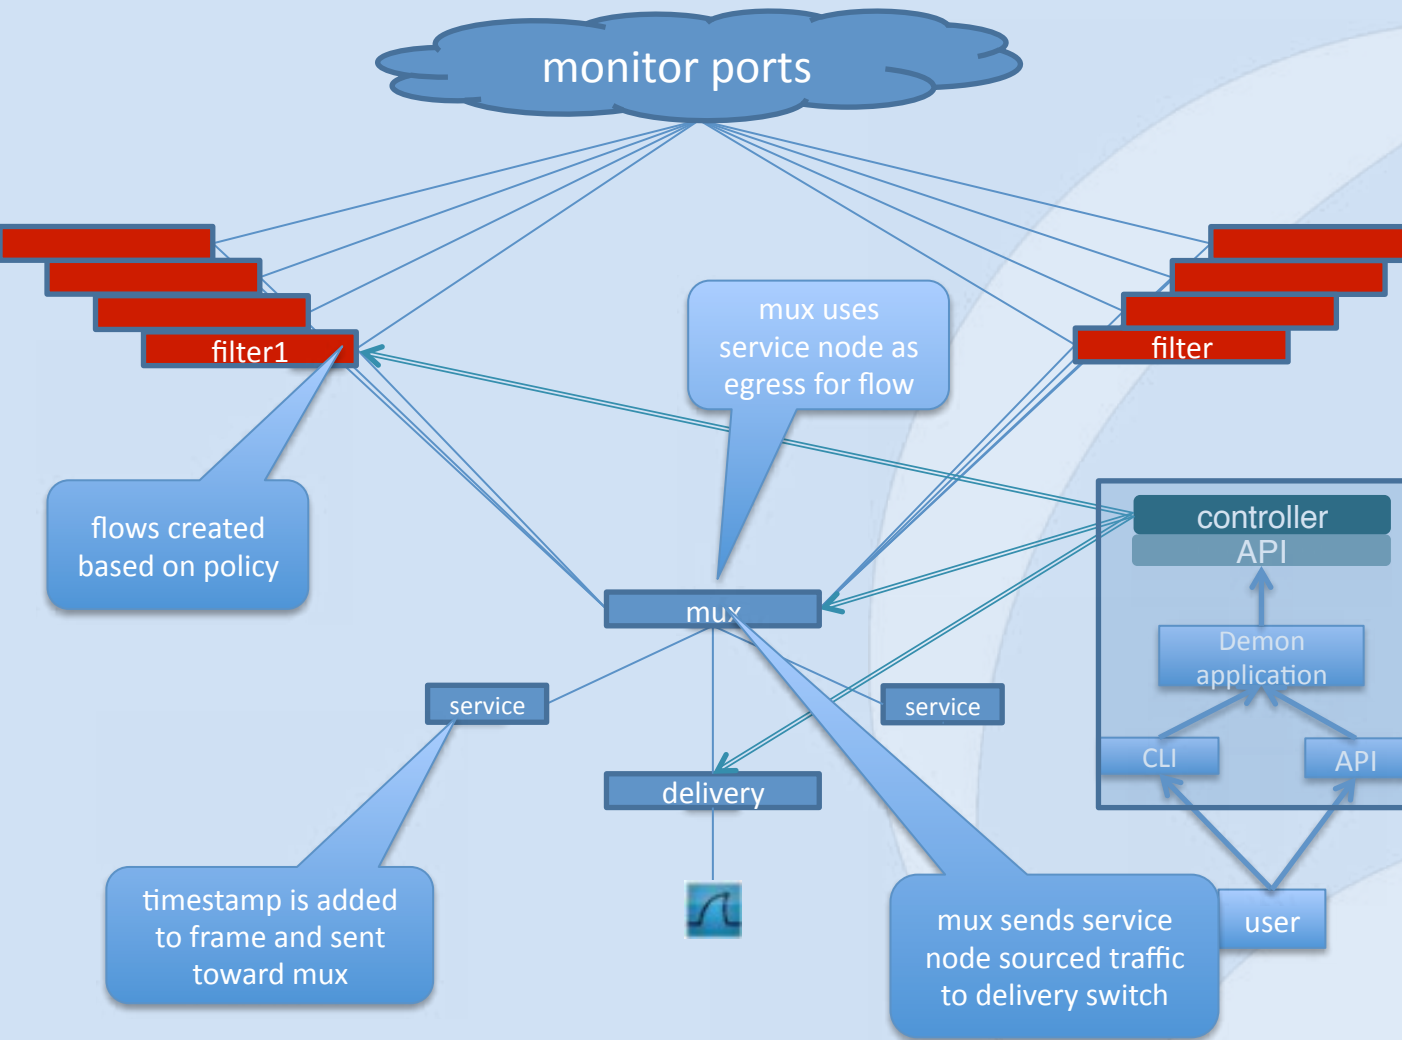 monitor ports
filter1
filter
mux uses
service node as
egress for flow
flows created
based on policy
controller
API
mux
Demon
application
service
service
CLI
API
delivery
timestamp is added
to frame and sent
toward mux
mux sends service
node sourced traffic
to delivery switch
user